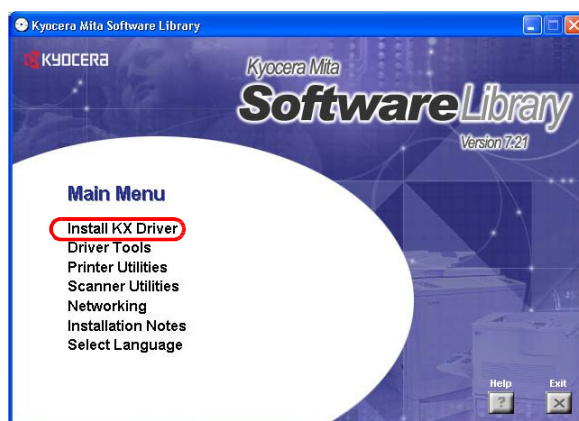 Kyocera Mita Software Library
KYOCERA
Kyocera Mita
Software Library
Version 7.21
Main Menu
Install KX Driver
Driver Tools
Printer Utilities
Scanner Utilities
Networking
Installation Notes
Select Language
Help Exit